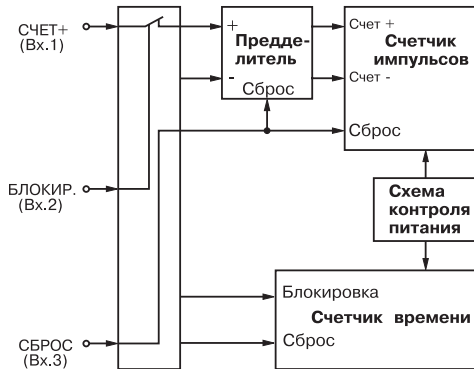 СЧЕТ+
(Вх.1)
БЛОКИР.
(Вх.2)
СБРОС
(Вх.3)
+
-
Предде-
литель
Сброс
Счет +
Счет -
Счетчик
импульсов
Сброс
Схема
контроля
питания
Блокировка
Счетчик времени
Сброс